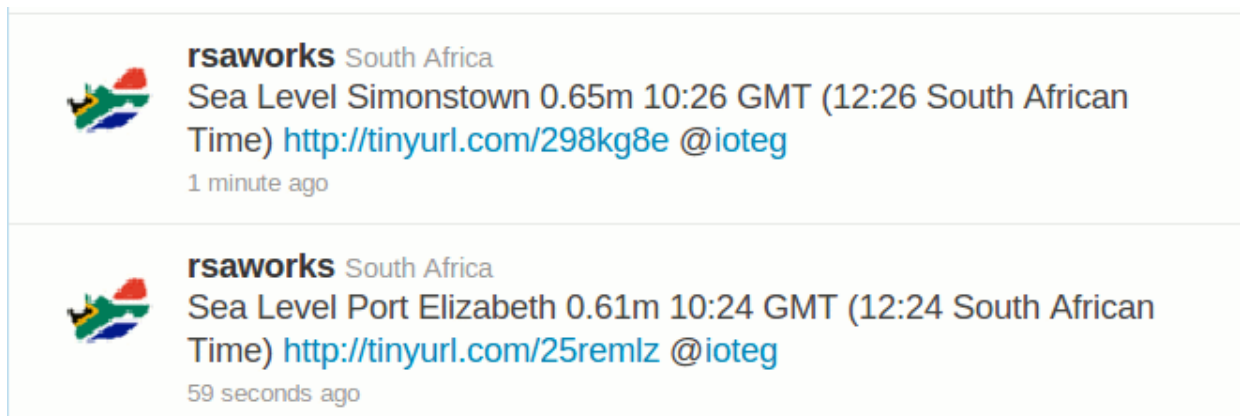 rsaworks South Africa
Sea Level Simonstown 0.65m 10:26 GMT (12:26 South African
Time) http://tinyurl.com/298kg8e @ioteg
1 minute ago
rsaworks South Africa
Sea Level Port Elizabeth 0.61m 10:24 GMT (12:24 South African
Time) http://tinyurl.com/25remlz @ioteg
59 seconds ago